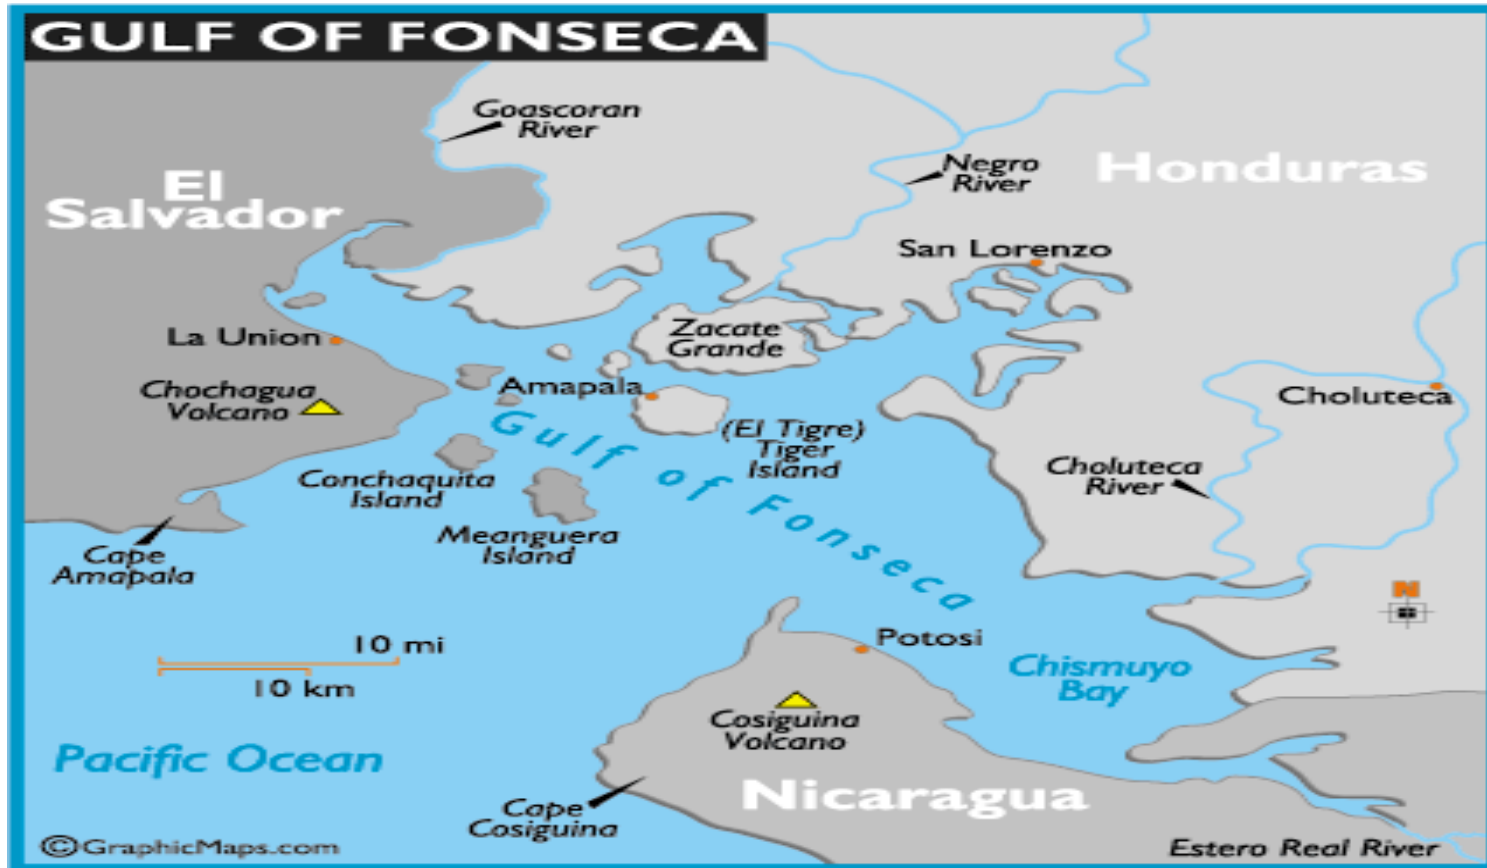 GULF OF FONSECA
Goascoran
River
Negro
River
Honduras
El
Salvador
San Lorenzo
La Union
Zacate
Grande
Chochagua
Volcano
Amapala
Choluteca
(El Tigre)
Tiger
Island
Gulf of Fonseca
Conchaquita
Island
Choluteca
River
Meanguera
Island
Cape
Amapala
N
10 mi
10 km
Potosi
Chismuyo
Bay
Cosiguina
Volcano
Pacific Ocean
Nicaragua
Cape
Cosiguina
©GraphicMaps.com
Estero Real River